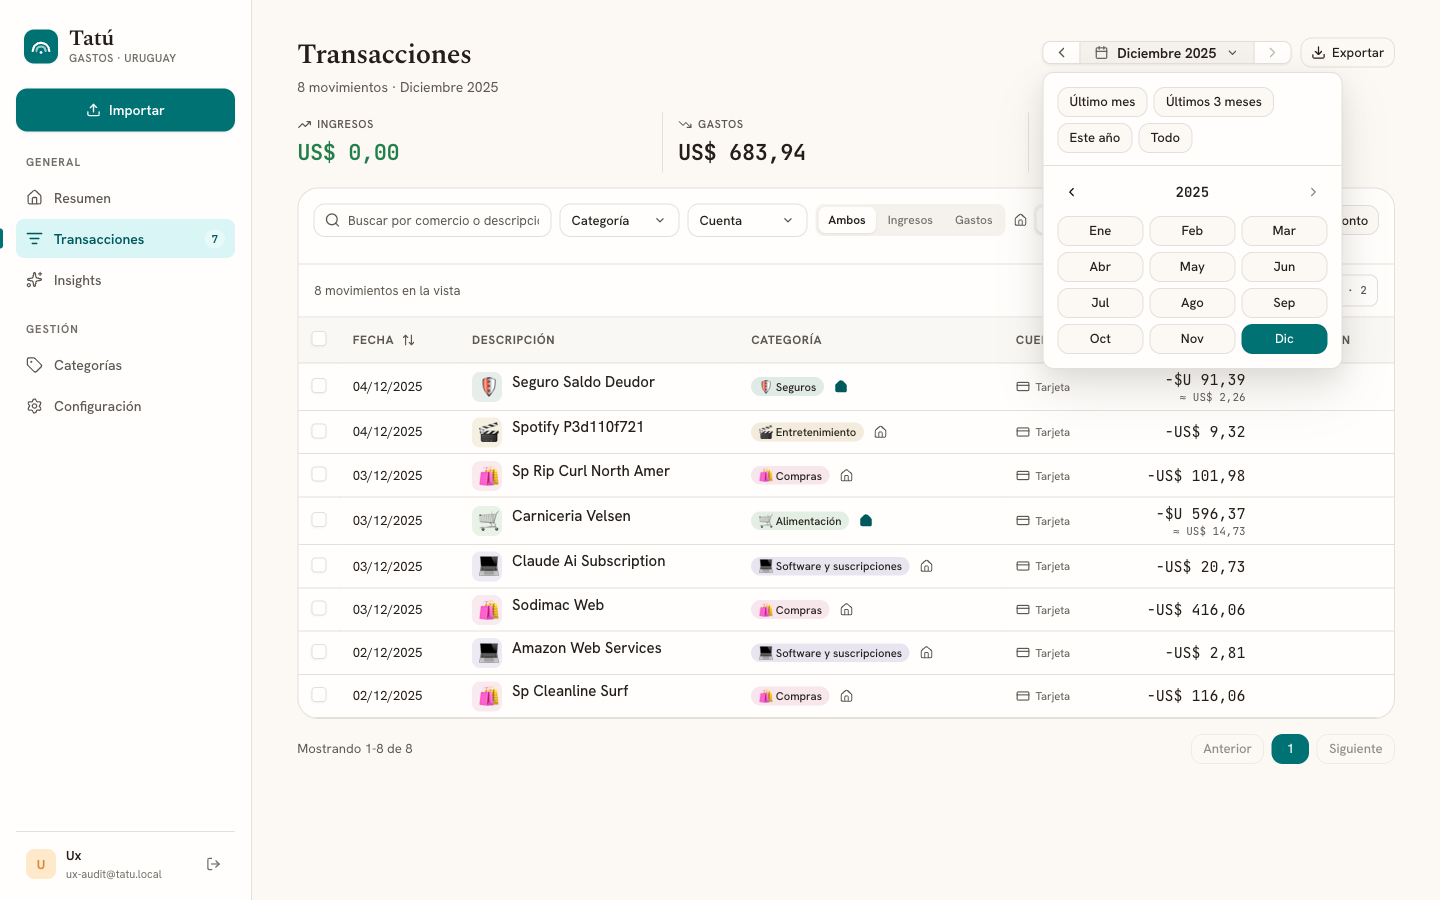 Tatú
GASTOS · URUGUAY
Importar
GENERAL
Resumen
Transacciones 7
Insights
GESTIÓN
Categorías
Configuración
U
Ux
ux-audit@tatu.local
Transacciones
8 movimientos · Diciembre 2025
Diciembre 2025
Exportar
INGRESOS
US$ 0,00
GASTOS
US$ 683,94
Último mes Últimos 3 meses
Este año Todo
2025
Ene Feb Mar
Abr May Jun
Jul Ago Sep
Oct Nov Dic
Buscar por comercio o descripci
Categoría
Cuenta
Ambos Ingresos Gastos
onto
8 movimientos en la vista
· 2
FECHA DESCRIPCIÓN CATEGORÍA CUE N
04/12/2025 Seguro Saldo Deudor Seguros Tarjeta -$U 91,39
≈ US$ 2,26
04/12/2025 Spotify P3d110f721 Entretenimiento Tarjeta -US$ 9,32
03/12/2025 Sp Rip Curl North Amer Compras Tarjeta -US$ 101,98
03/12/2025 Carniceria Velsen Alimentación Tarjeta -$U 596,37
≈ US$ 14,73
03/12/2025 Claude Ai Subscription Software y suscripciones Tarjeta -US$ 20,73
03/12/2025 Sodimac Web Compras Tarjeta -US$ 416,06
02/12/2025 Amazon Web Services Software y suscripciones Tarjeta -US$ 2,81
02/12/2025 Sp Cleanline Surf Compras Tarjeta -US$ 116,06
Mostrando 1-8 de 8
Anterior 1 Siguiente